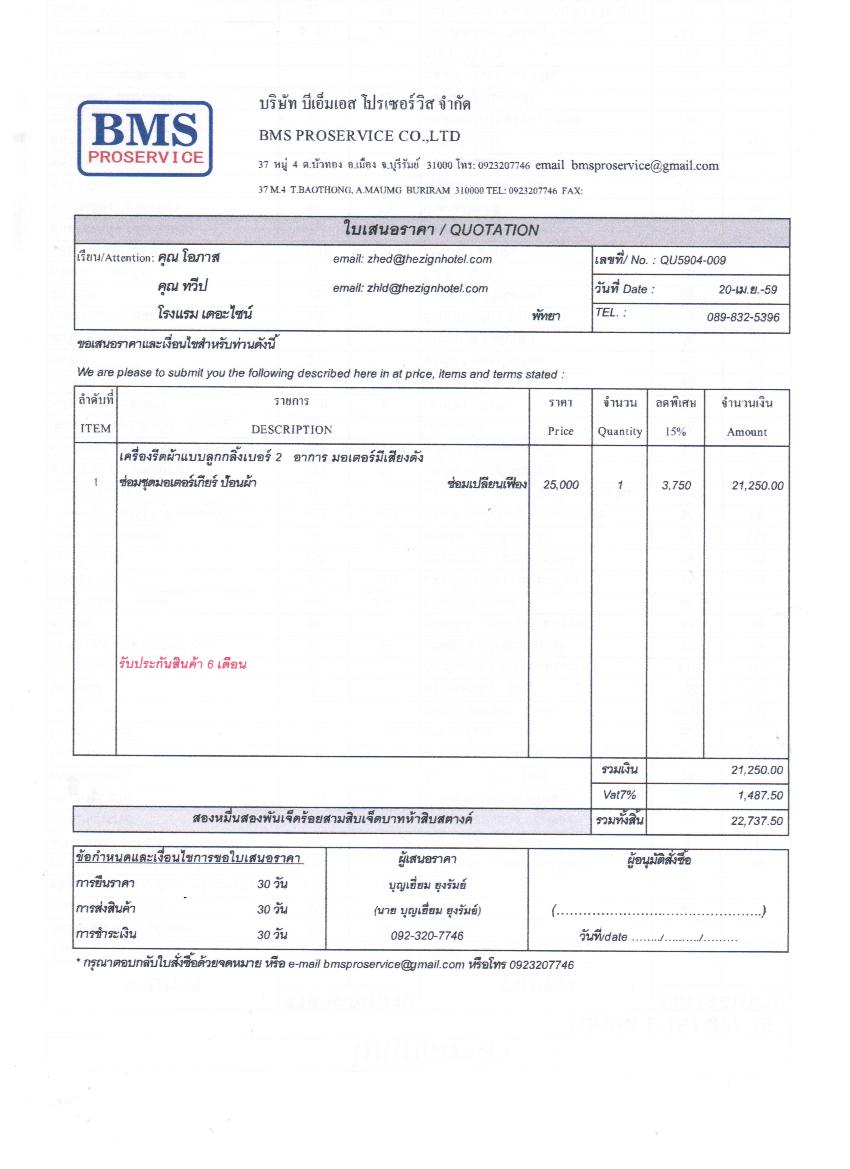 BMS
PROSERVICE
บริษัท บีเอ็มเอส โปรเซอร์วิส จำกัด
BMS PROSERVICE CO.,LTD
37 หมู่ 4 ต.บัวทอง อ.เมือง จ.บุรีรัมย์ 31000 โทร: 0923207746 email bmsproservice@gmail.com
37 M.4 T.BAOTHONG, A.MAUMG BURIRAM 310000 TEL: 0923207746 FAX:
ใบเสนอราคา / QUOTATION
เรียน/Attention: คุณ โอภาส email: zhed@thezignhotel.com เลขที่/ No. : QU5904-009
คุณ ทวีป email: zhld@thezignhotel.com วันที่ Date : 20-เม.ย.-59
โรงแรม เดอะไซน์ พัทยา TEL. : 089-832-5396
ขอเสนอราคาและเงื่อนไขสำหรับท่านดังนี้
We are please to submit you the following described here in at price, items and terms stated :
ลำดับที่ รายการ ราคา จำนวน ลดพิเศษ จำนวนเงิน
ITEM DESCRIPTION Price Quantity 15% Amount
เครื่องรีดผ้าแบบลูกกลิ้งเบอร์ 2 อาการ มอเตอร์มีเสียงดัง
1 ซ่อมชุดมอเตอร์เกียร์ ป้อนผ้า ซ่อมเปลี่ยนเฟือง 25,000 1 3,750 21,250.00
รับประกันสินค้า 6 เดือน
รวมเงิน 21,250.00
Vat7% 1,487.50
สองหมื่นสองพันเจ็ดร้อยสามสิบเจ็ดบาทห้าสิบสตางค์ รวมทั้งสิ้น 22,737.50
ข้อกำหนดและเงื่อนไขการขอใบเสนอราคา ผู้เสนอราคา ผู้อนุมัติสั่งซื้อ
การยืนราคา 30 วัน บุญเยี่ยม ยุงรัมย์
การส่งสินค้า 30 วัน (นาย บุญเยี่ยม ยุงรัมย์) (................................................)
การชำระเงิน 30 วัน 092-320-7746 วันที่/date ......../........../.........
* กรุณาตอบกลับใบสั่งซื้อด้วยจดหมาย หรือ e-mail bmsproservice@gmail.com หรือโทร 0923207746